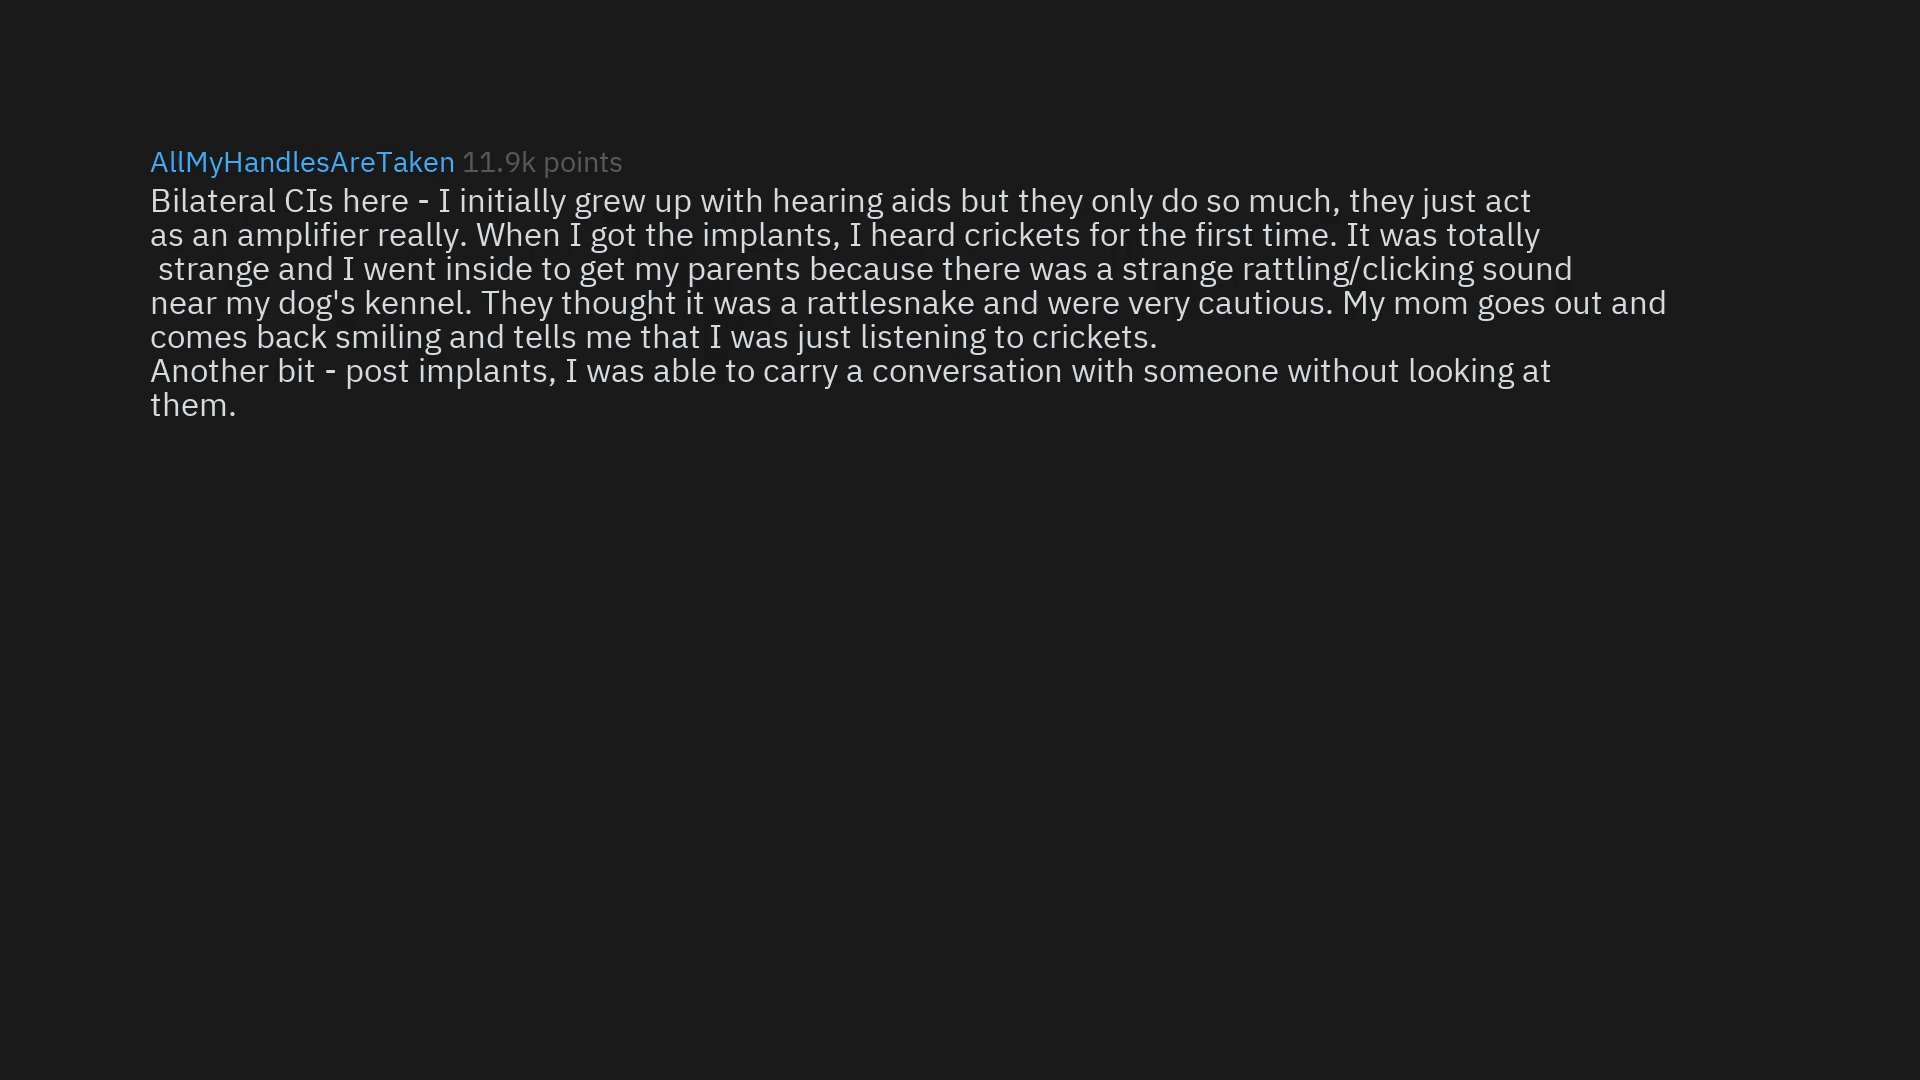 AllMyHandlesAreTaken 11.9k points
Bilateral CIs here - I initially grew up with hearing aids but they only do so much, they just act
as an amplifier really. When I got the implants, I heard crickets for the first time. It was totally
strange and I went inside to get my parents because there was a strange rattling/clicking sound
near my dog's kennel. They thought it was a rattlesnake and were very cautious. My mom goes out and
comes back smiling and tells me that I was just listening to crickets.
Another bit - post implants, I was able to carry a conversation with someone without looking at
them.